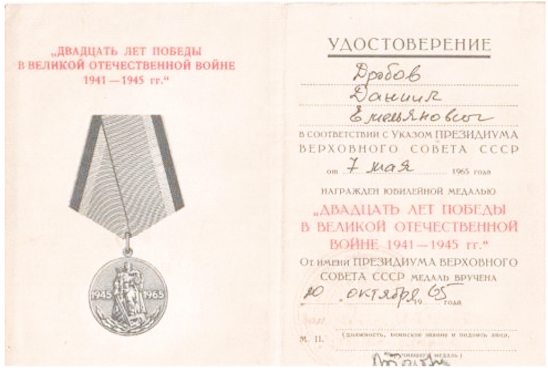 „ДВАДЦАТЬ ЛЕТ ПОБЕДЫ
В ВЕЛИКОЙ ОТЕЧЕСТВЕННОЙ ВОЙНЕ
1941—1945 гг.“
1945 1965
УДОСТОВЕРЕНИЕ
Дробов
Даниил
Емельянович
В СООТВЕТСТВИИ С УКАЗОМ ПРЕЗИДИУМА
ВЕРХОВНОГО СОВЕТА СССР
от 7 мая 1965 года
НАГРАЖДЕН ЮБИЛЕЙНОЙ МЕДАЛЬЮ
„ДВАДЦАТЬ ЛЕТ ПОБЕДЫ
В ВЕЛИКОЙ ОТЕЧЕСТВЕННОЙ
ВОЙНЕ 1941—1945 гг.“
От имени ПРЕЗИДИУМА ВЕРХОВНОГО
СОВЕТА СССР МЕДАЛЬ ВРУЧЕНА
20 октября 1965 года
М. П. (должность, воинское звание и подпись лица,
вручившего медаль)